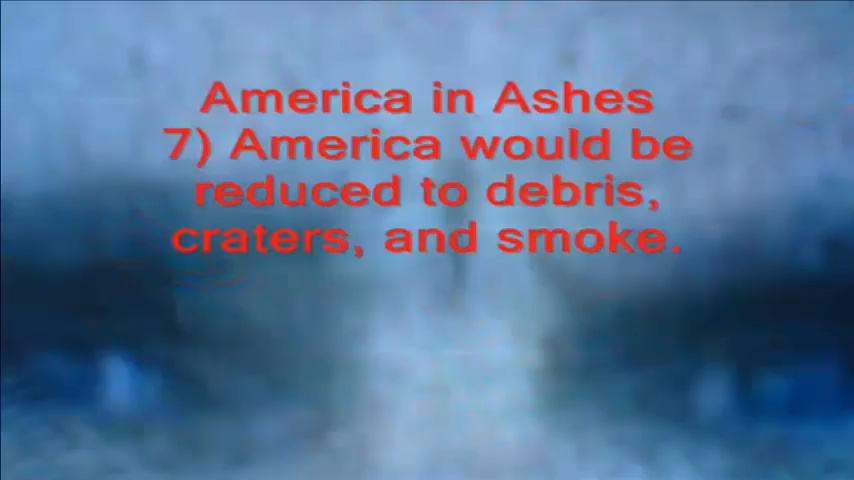 America in Ashes
7) America would be
reduced to debris,
craters, and smoke.